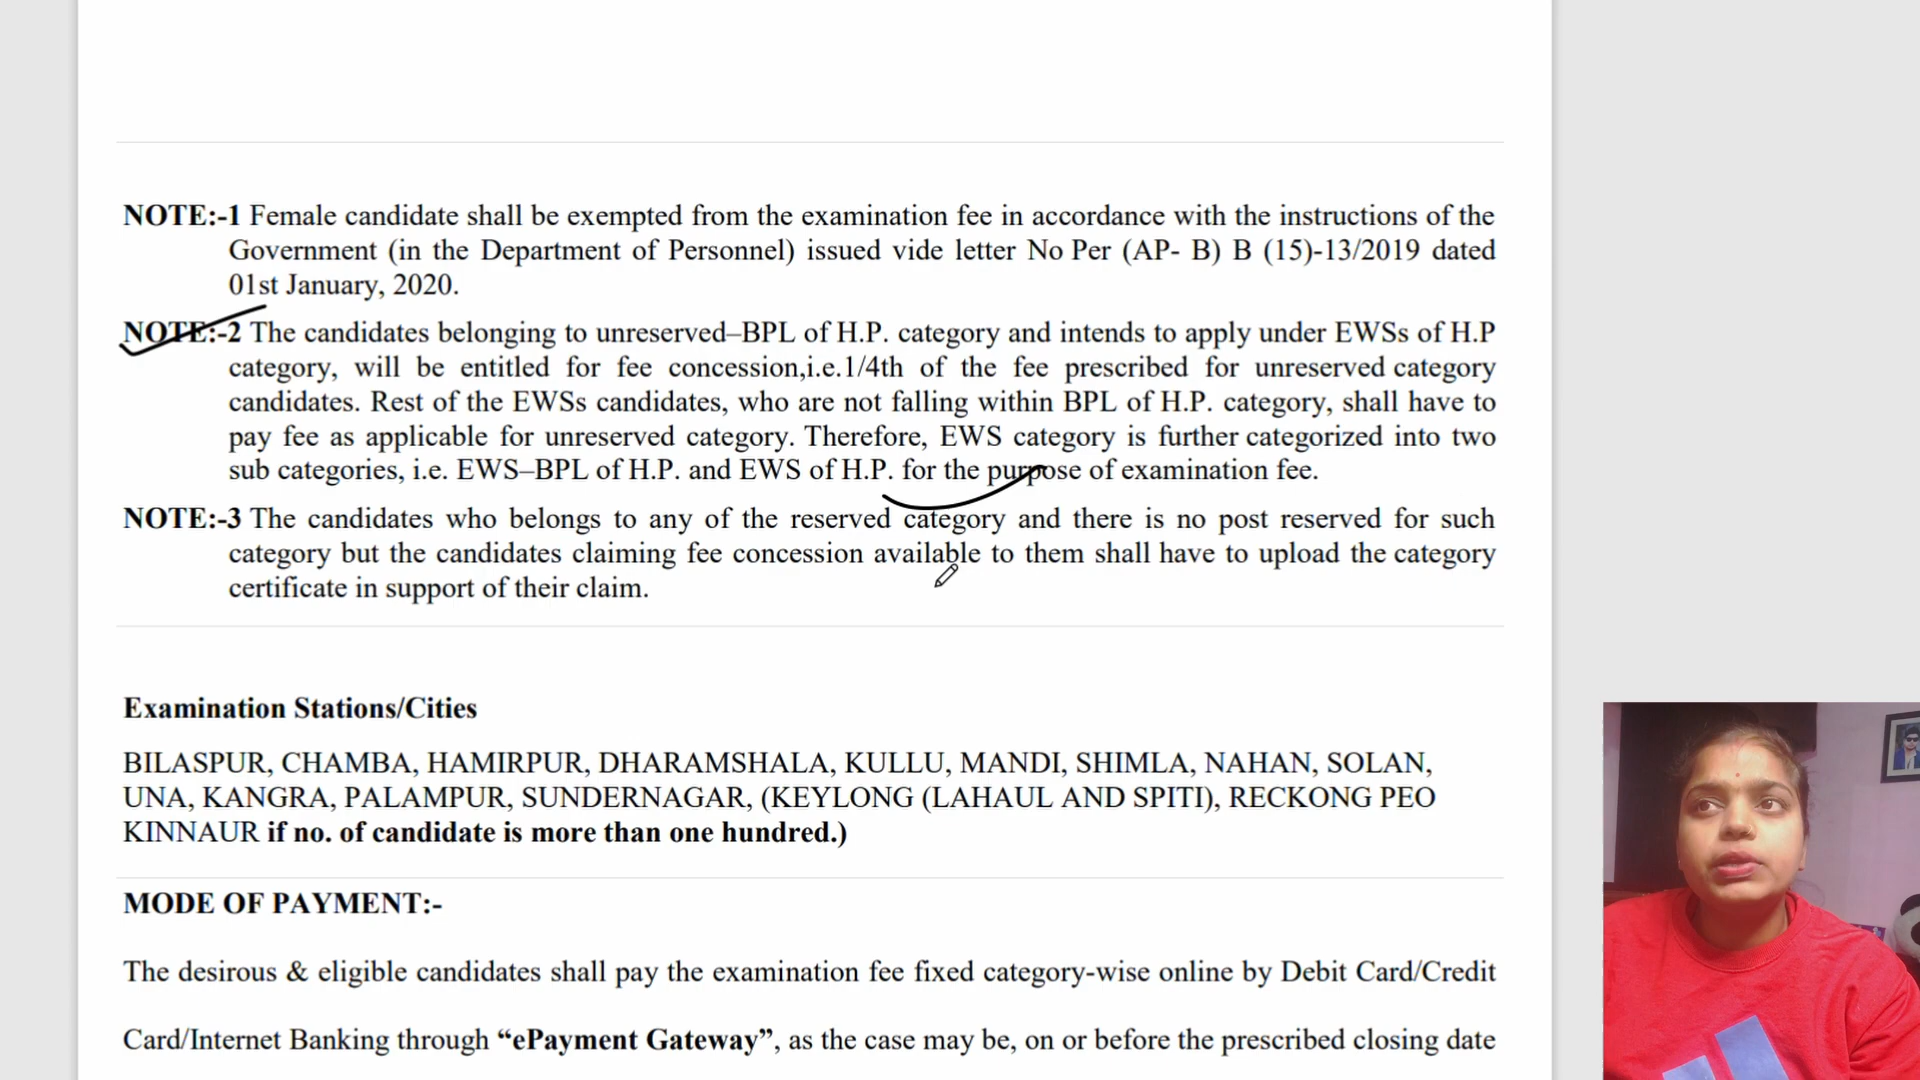 NOTE:-1 Female candidate shall be exempted from the examination fee in accordance with the instructions of the
Government (in the Department of Personnel) issued vide letter No Per (AP- B) B (15)-13/2019 dated
01st January, 2020.
NOTE:-2 The candidates belonging to unreserved–BPL of H.P. category and intends to apply under EWSs of H.P
category, will be entitled for fee concession,i.e.1/4th of the fee prescribed for unreserved category
candidates. Rest of the EWSs candidates, who are not falling within BPL of H.P. category, shall have to
pay fee as applicable for unreserved category. Therefore, EWS category is further categorized into two
sub categories, i.e. EWS–BPL of H.P. and EWS of H.P. for the purpose of examination fee.
NOTE:-3 The candidates who belongs to any of the reserved category and there is no post reserved for such
category but the candidates claiming fee concession available to them shall have to upload the category
certificate in support of their claim.
Examination Stations/Cities
BILASPUR, CHAMBA, HAMIRPUR, DHARAMSHALA, KULLU, MANDI, SHIMLA, NAHAN, SOLAN,
UNA, KANGRA, PALAMPUR, SUNDERNAGAR, (KEYLONG (LAHAUL AND SPITI), RECKONG PEO
KINNAUR if no. of candidate is more than one hundred.)
MODE OF PAYMENT:-
The desirous & eligible candidates shall pay the examination fee fixed category-wise online by Debit Card/Credit
Card/Internet Banking through “ePayment Gateway”, as the case may be, on or before the prescribed closing date